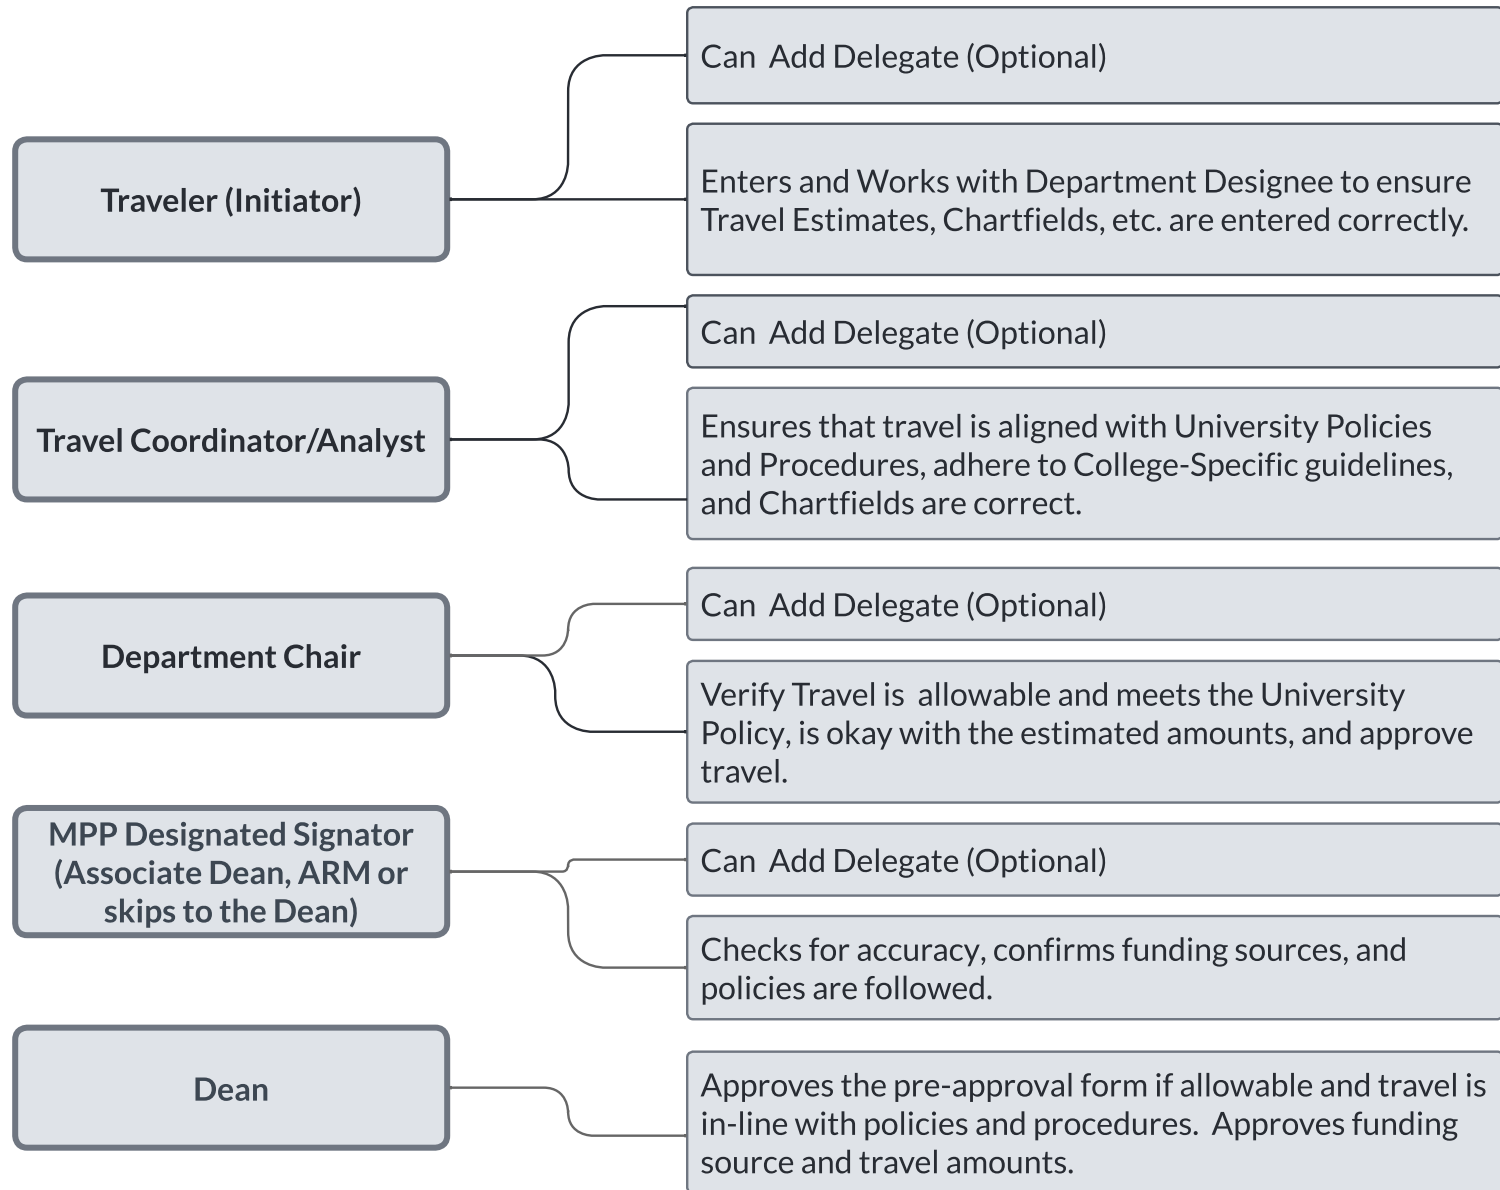 Can  Add Delegate (Optional)
Traveler (Initiator)
Enters and Works with Department Designee to ensure
Travel Estimates, Chartfields, etc. are entered correctly.
Can  Add Delegate (Optional)
Travel Coordinator/Analyst
Ensures that travel is aligned with University Policies
and Procedures, adhere to College-Specific guidelines,
and Chartfields are correct.
Can  Add Delegate (Optional)
Department Chair
Verify Travel is  allowable and meets the University
Policy, is okay with the estimated amounts, and approve
travel.
MPP Designated Signator
(Associate Dean, ARM or
skips to the Dean)
Can  Add Delegate (Optional)
Checks for accuracy, confirms funding sources, and
policies are followed.
Dean
Approves the pre-approval form if allowable and travel is
in-line with policies and procedures.  Approves funding
source and travel amounts.